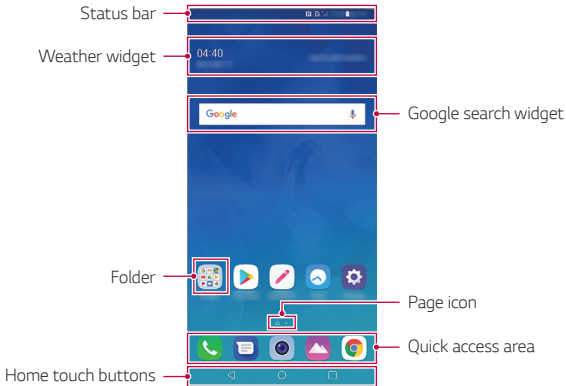 Status bar
Weather widget
04:40
Google
Google search widget
Folder
Page icon
Quick access area
Home touch buttons